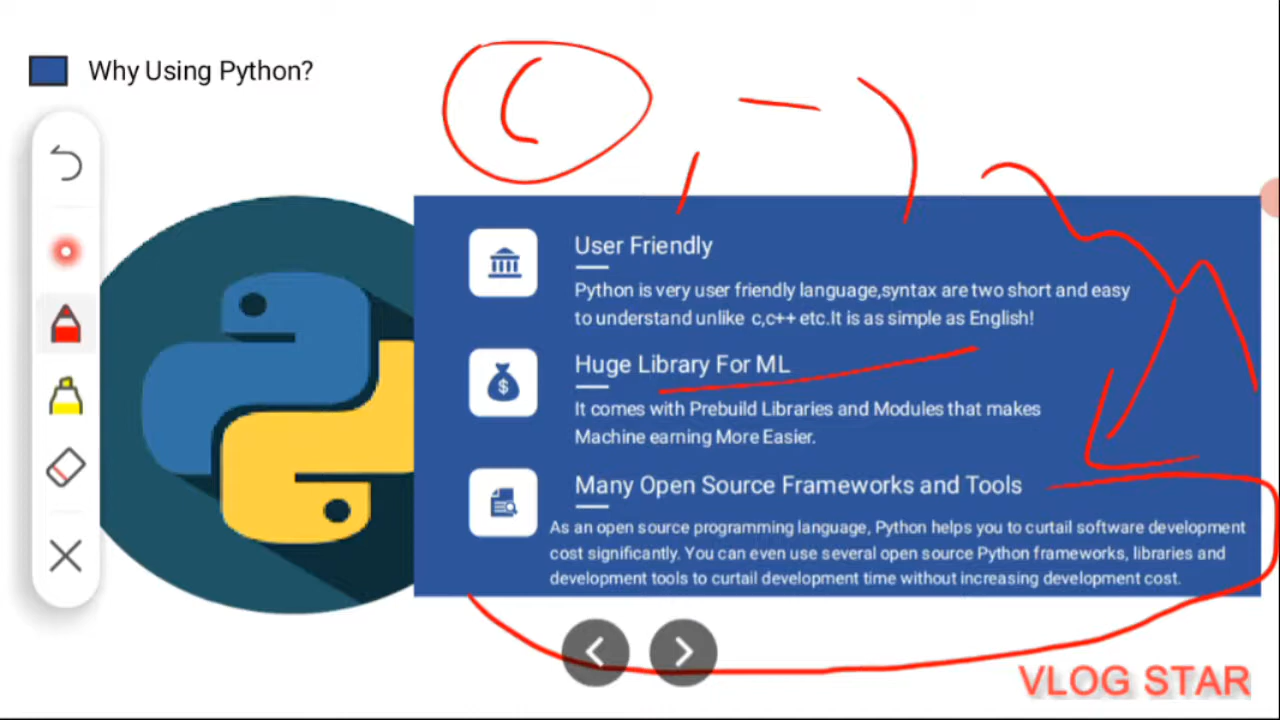 Why Using Python?
User Friendly
Python is very user friendly language,syntax are two short and easy
to understand unlike c,c++ etc.It is as simple as English!
Huge Library For ML
It comes with Prebuild Libraries and Modules that makes
Machine earning More Easier.
Many Open Source Frameworks and Tools
As an open source programming language, Python helps you to curtail software development
cost significantly. You can even use several open source Python frameworks, libraries and
development tools to curtail development time without increasing development cost.
VLOG STAR